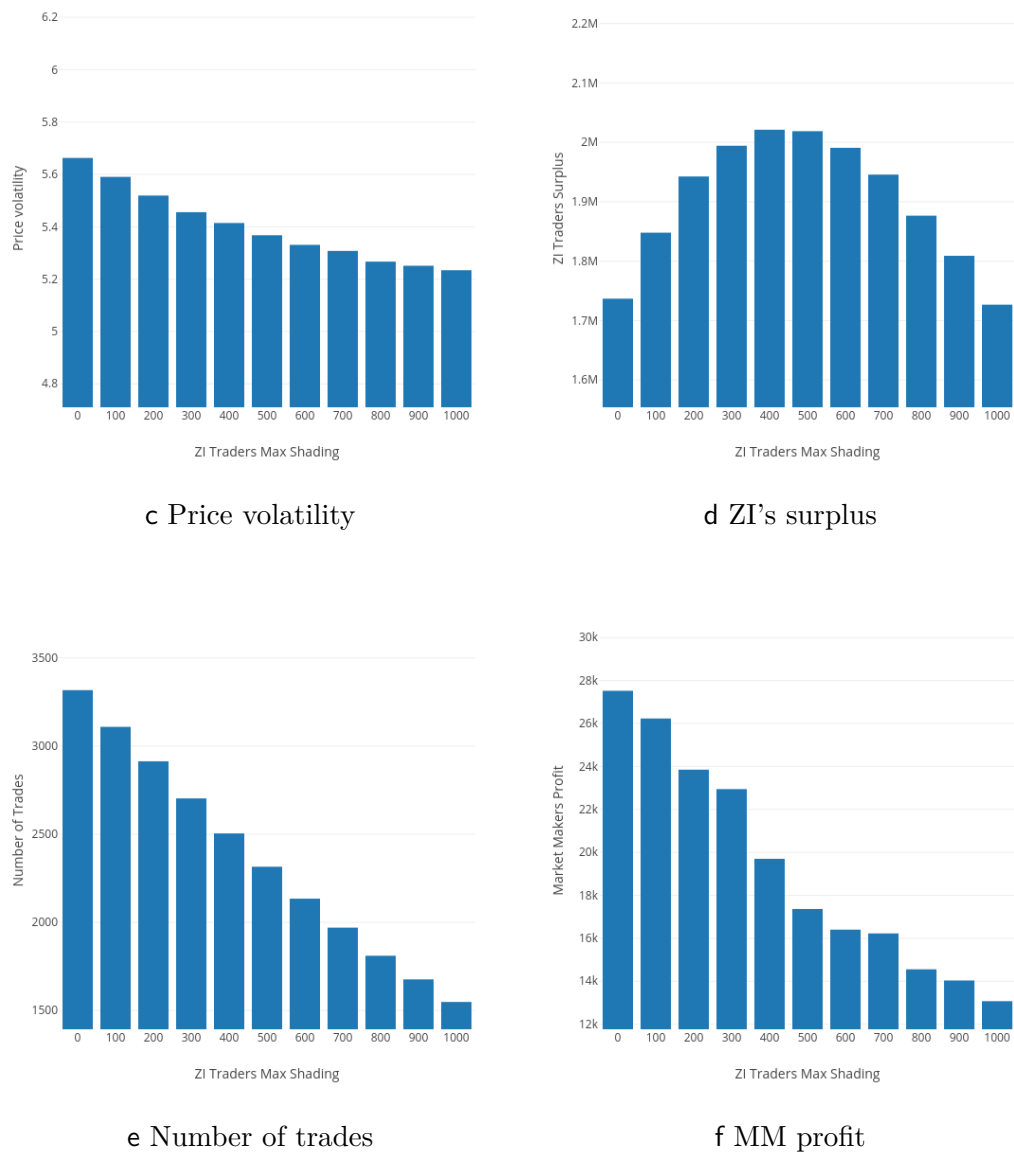 6.2
6
5.8
5.6
5.4
5.2
5
4.8
Price volatility
0 100 200 300 400 500 600 700 800 900 1000
ZI Traders Max Shading
c Price volatility
2.2M
2.1M
2M
1.9M
1.8M
1.7M
1.6M
ZI Traders Surplus
0 100 200 300 400 500 600 700 800 900 1000
ZI Traders Max Shading
d ZI's surplus
3500
3000
2500
2000
1500
Number of Trades
0 100 200 300 400 500 600 700 800 900 1000
ZI Traders Max Shading
e Number of trades
30k
28k
26k
24k
22k
20k
18k
16k
14k
12k
Market Makers Profit
0 100 200 300 400 500 600 700 800 900 1000
ZI Traders Max Shading
f MM profit